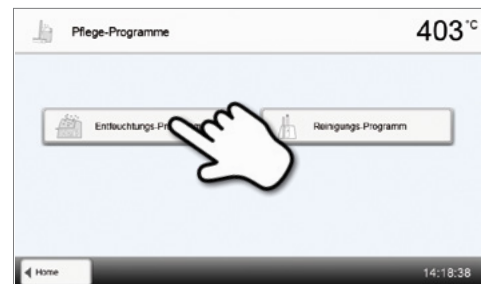 Pflege-Programme
403°C
Entfeuchtungs-Pr
Reinigungs-Programm
Home
14:18:38